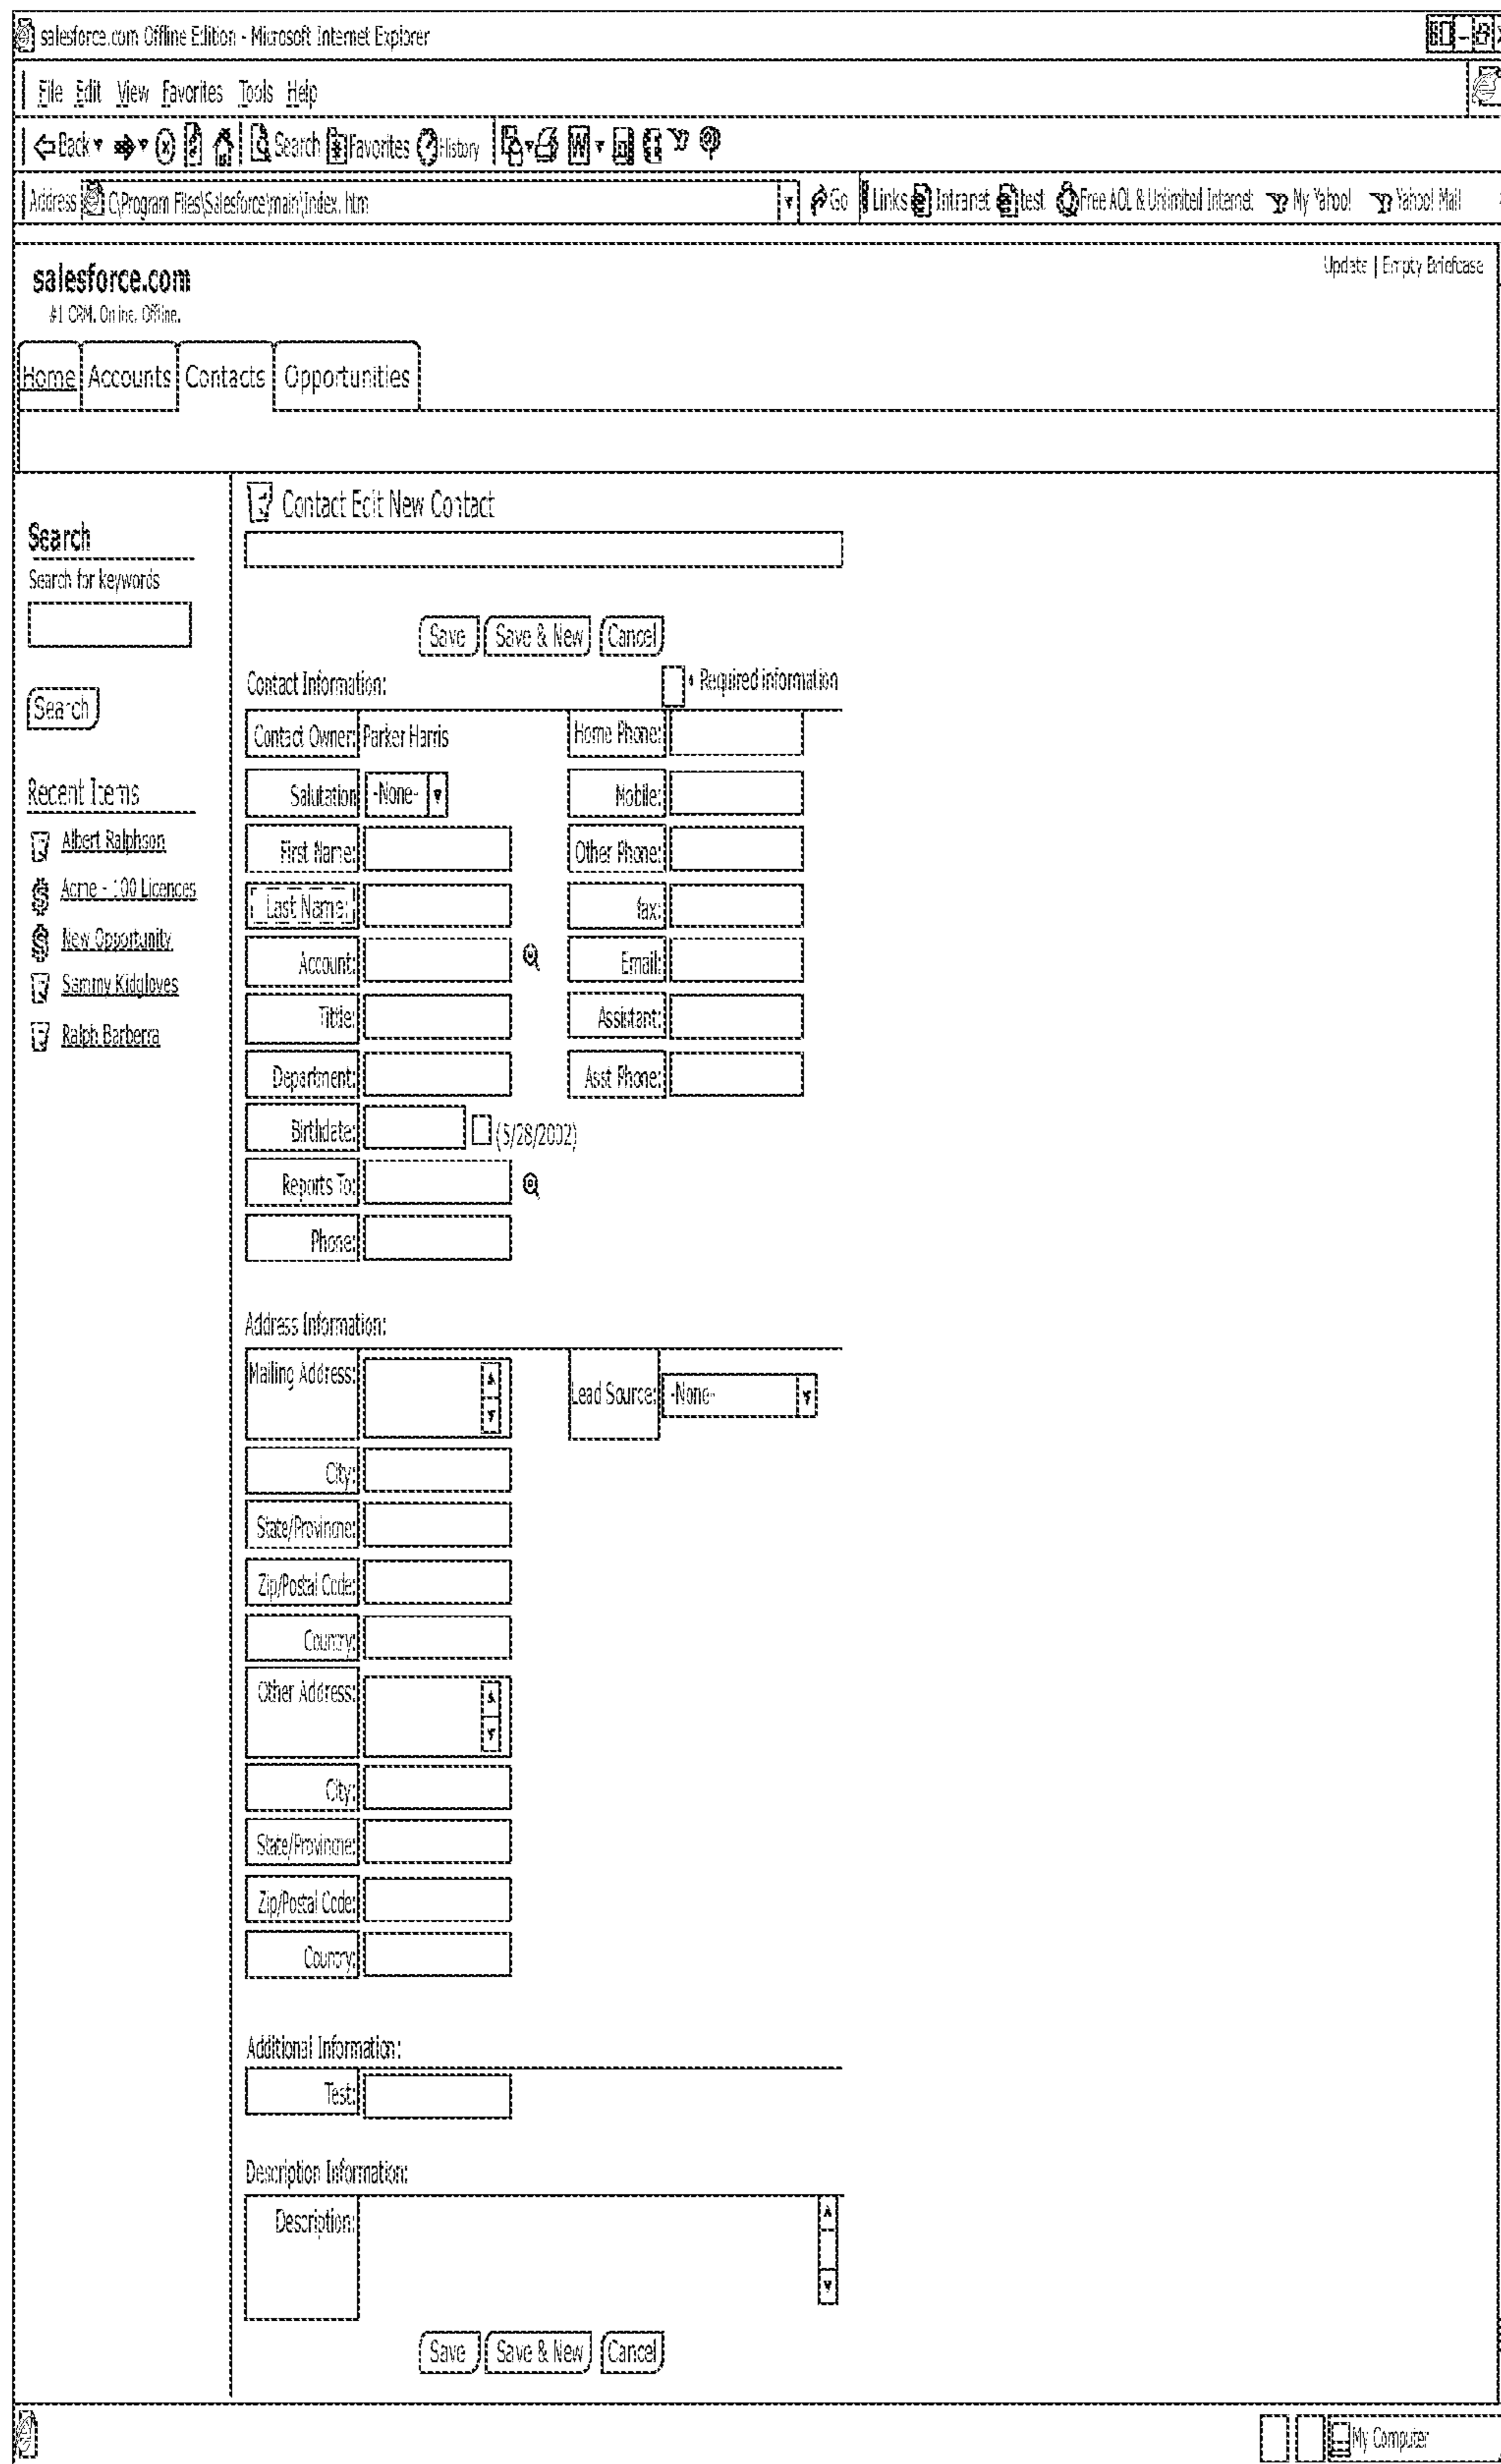 salesforce.com Offline Edition - Microsoft Internet Explorer
File Edit View Favorites Tools Help
Back Search Favorites History
Address C:\Program Files\Salesforce\main\Index. htm Go Links Intranet test Free AOL & Unlimited Internet My Yahoo! Yahoo! Mail
salesforce.com
#1 CRM. Online. Offline.
Update | Empty Briefcase
Home Accounts Contacts Opportunities
Search
Search for keywords
Search
Recent Items
Albert Ralphson
Acme - 100 Licences
New Opportunity
Sammy Kidgloves
Ralph Barberra
Contact Edit New Contact
Save Save & New Cancel
Contact Information: * Required information
Contact Owner: Parker Harris Home Phone:
Salutation -None- Mobile:
First Name: Other Phone:
Last Name: fax:
Account: Email:
Tittle: Assistant:
Department: Asst Phone:
Birthdate: (5/28/2002)
Reports To:
Phone:
Address Information:
Mailing Address: Lead Source: -None-
City:
State/Provincne:
Zip/Postal Code:
Country:
Other Address:
City:
State/Provincne:
Zip/Postal Code:
Country:
Additional Information:
Test:
Description Information:
Description:
Save Save & New Cancel
My Computer